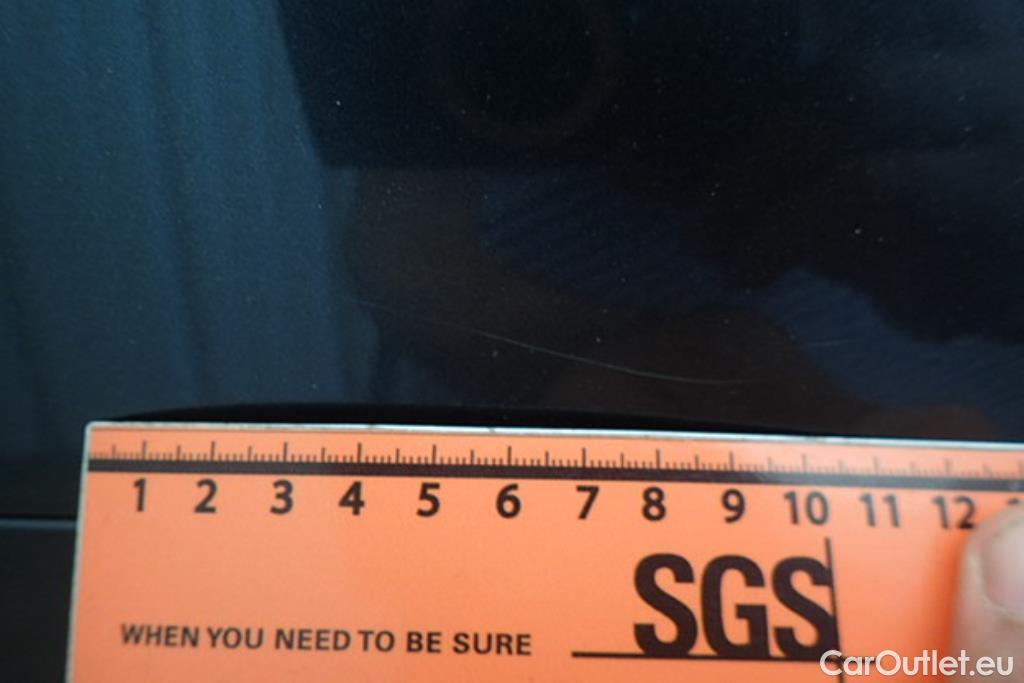 1 2 3 4 5 6 7 8 9 10 11 12
SGS
WHEN YOU NEED TO BE SURE
CarOutlet.eu